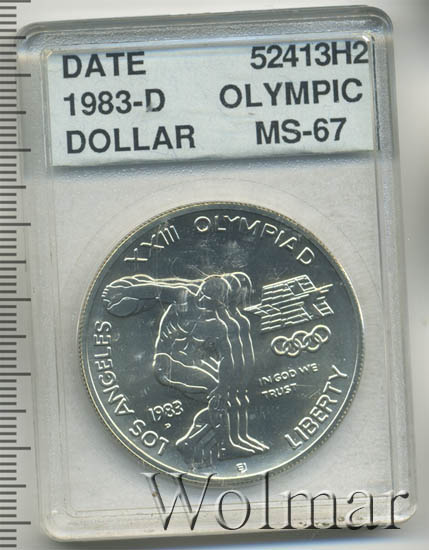 DATE 52413H2
1983-D OLYMPIC
DOLLAR MS-67
XXIII OLYMPIAD
LOS ANGELES
IN GOD WE
TRUST
1983
LIBERTY
Wolmar